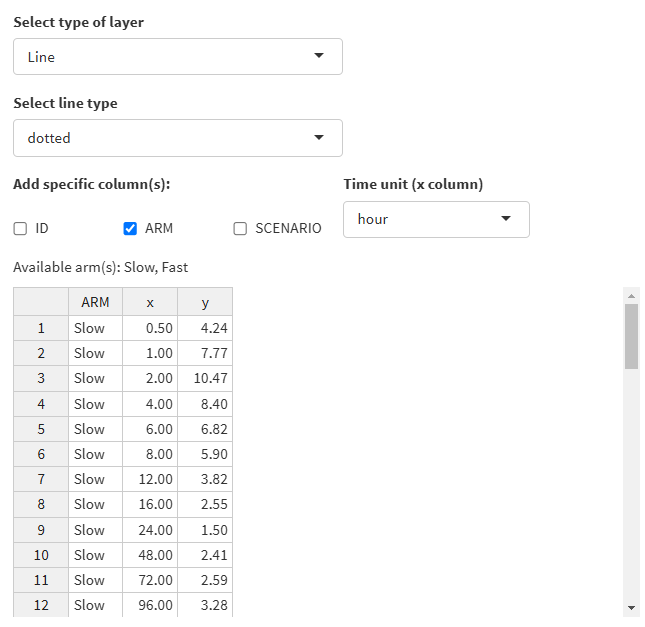 Select type of layer
Line
Select line type
dotted
Add specific column(s): Time unit (x column)
ID ARM SCENARIO hour
Available arm(s): Slow, Fast
ARM x y
1 Slow 0.50 4.24
2 Slow 1.00 7.77
3 Slow 2.00 10.47
4 Slow 4.00 8.40
5 Slow 6.00 6.82
6 Slow 8.00 5.90
7 Slow 12.00 3.82
8 Slow 16.00 2.55
9 Slow 24.00 1.50
10 Slow 48.00 2.41
11 Slow 72.00 2.59
12 Slow 96.00 3.28